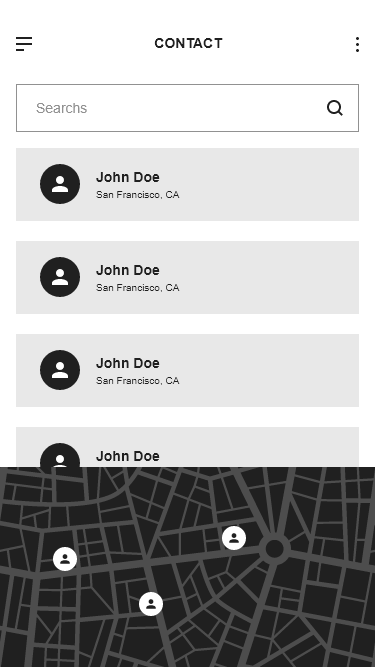 CONTACT
Searchs
John Doe
San Francisco, CA
John Doe
San Francisco, CA
John Doe
San Francisco, CA
John Doe